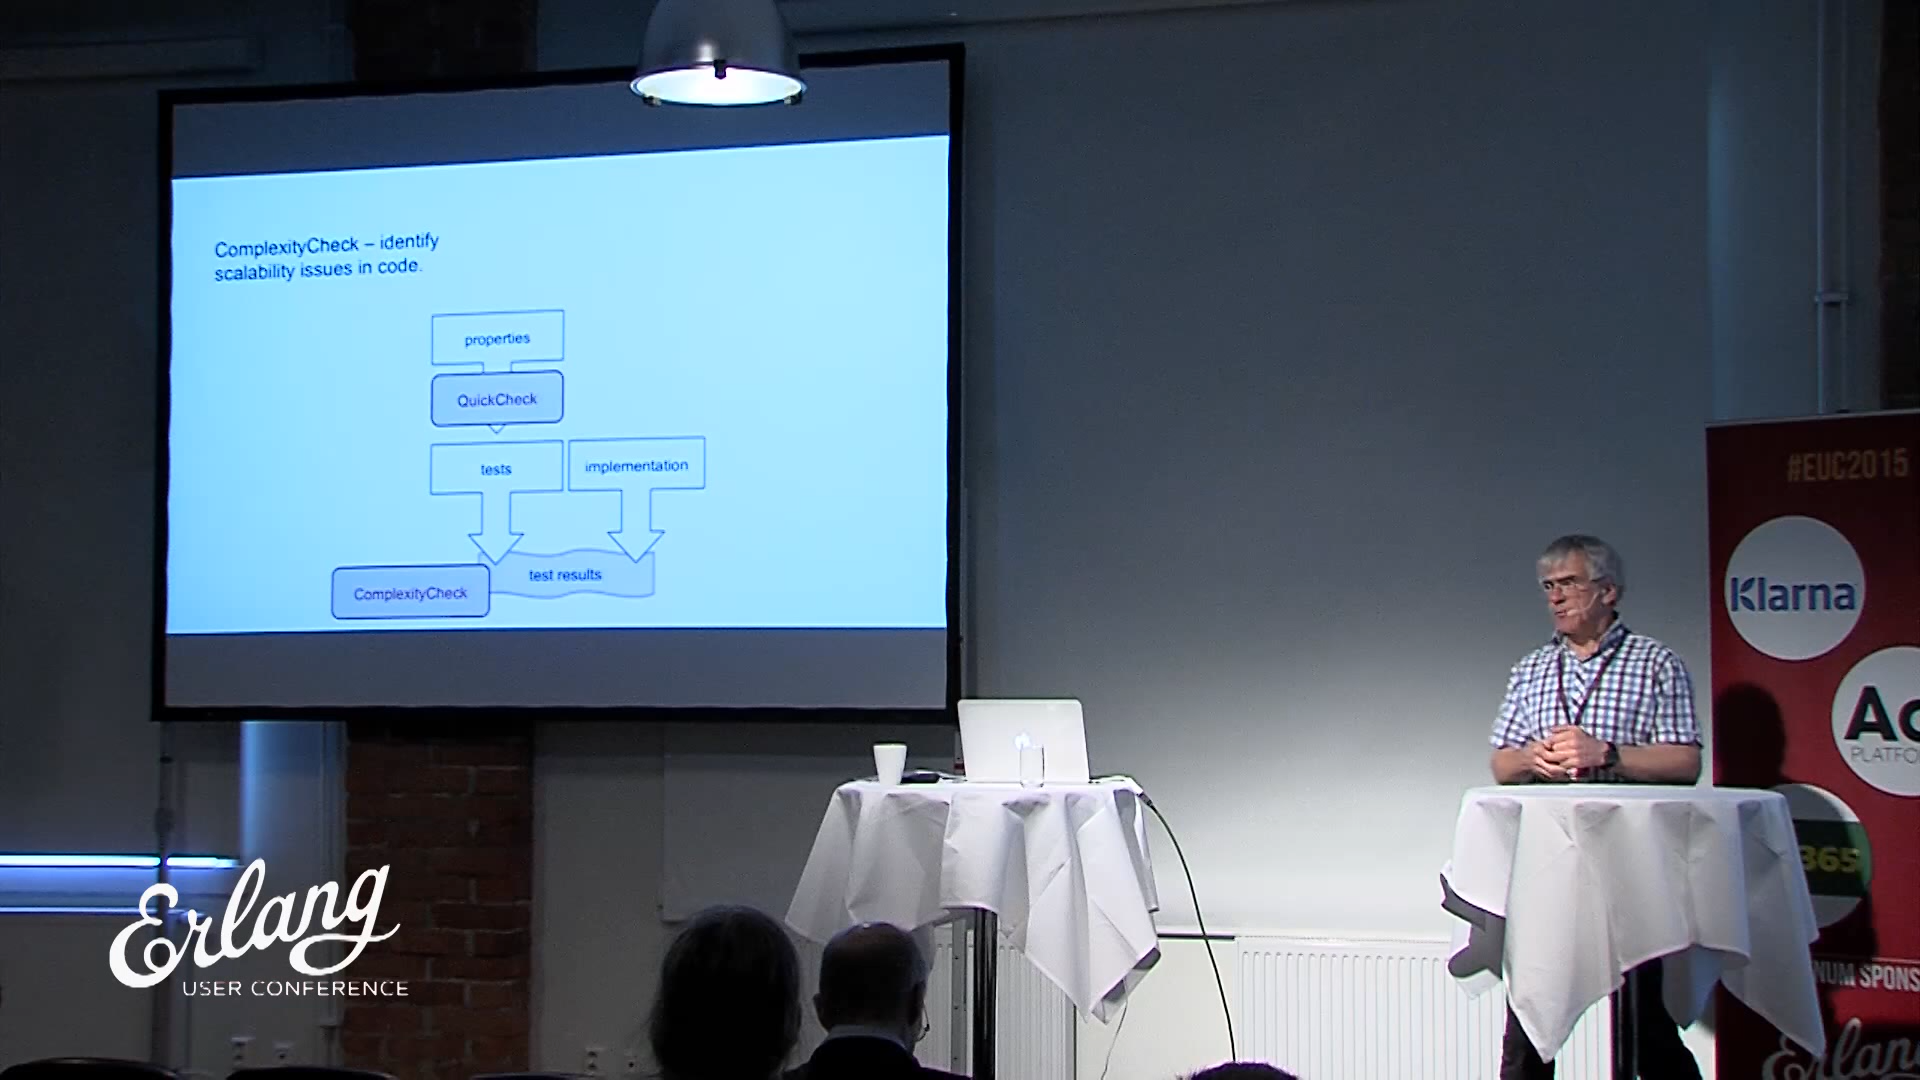 ComplexityCheck – identify
scalability issues in code.
properties
QuickCheck
tests
implementation
test results
ComplexityCheck
#EUC2015
Klarna
PLATFO
365
NUM SPONS
Erlang
Erlang
USER CONFERENCE